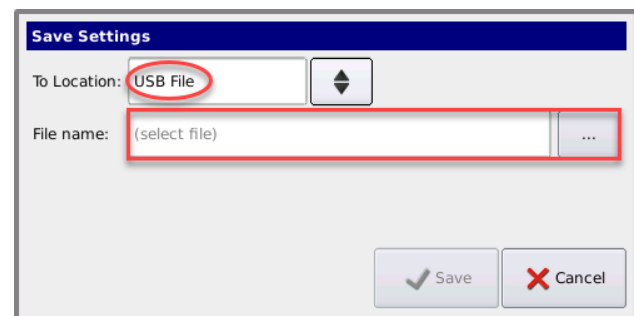 Save Settings
To Location: USB File
File name: (select file) ...
Save Cancel